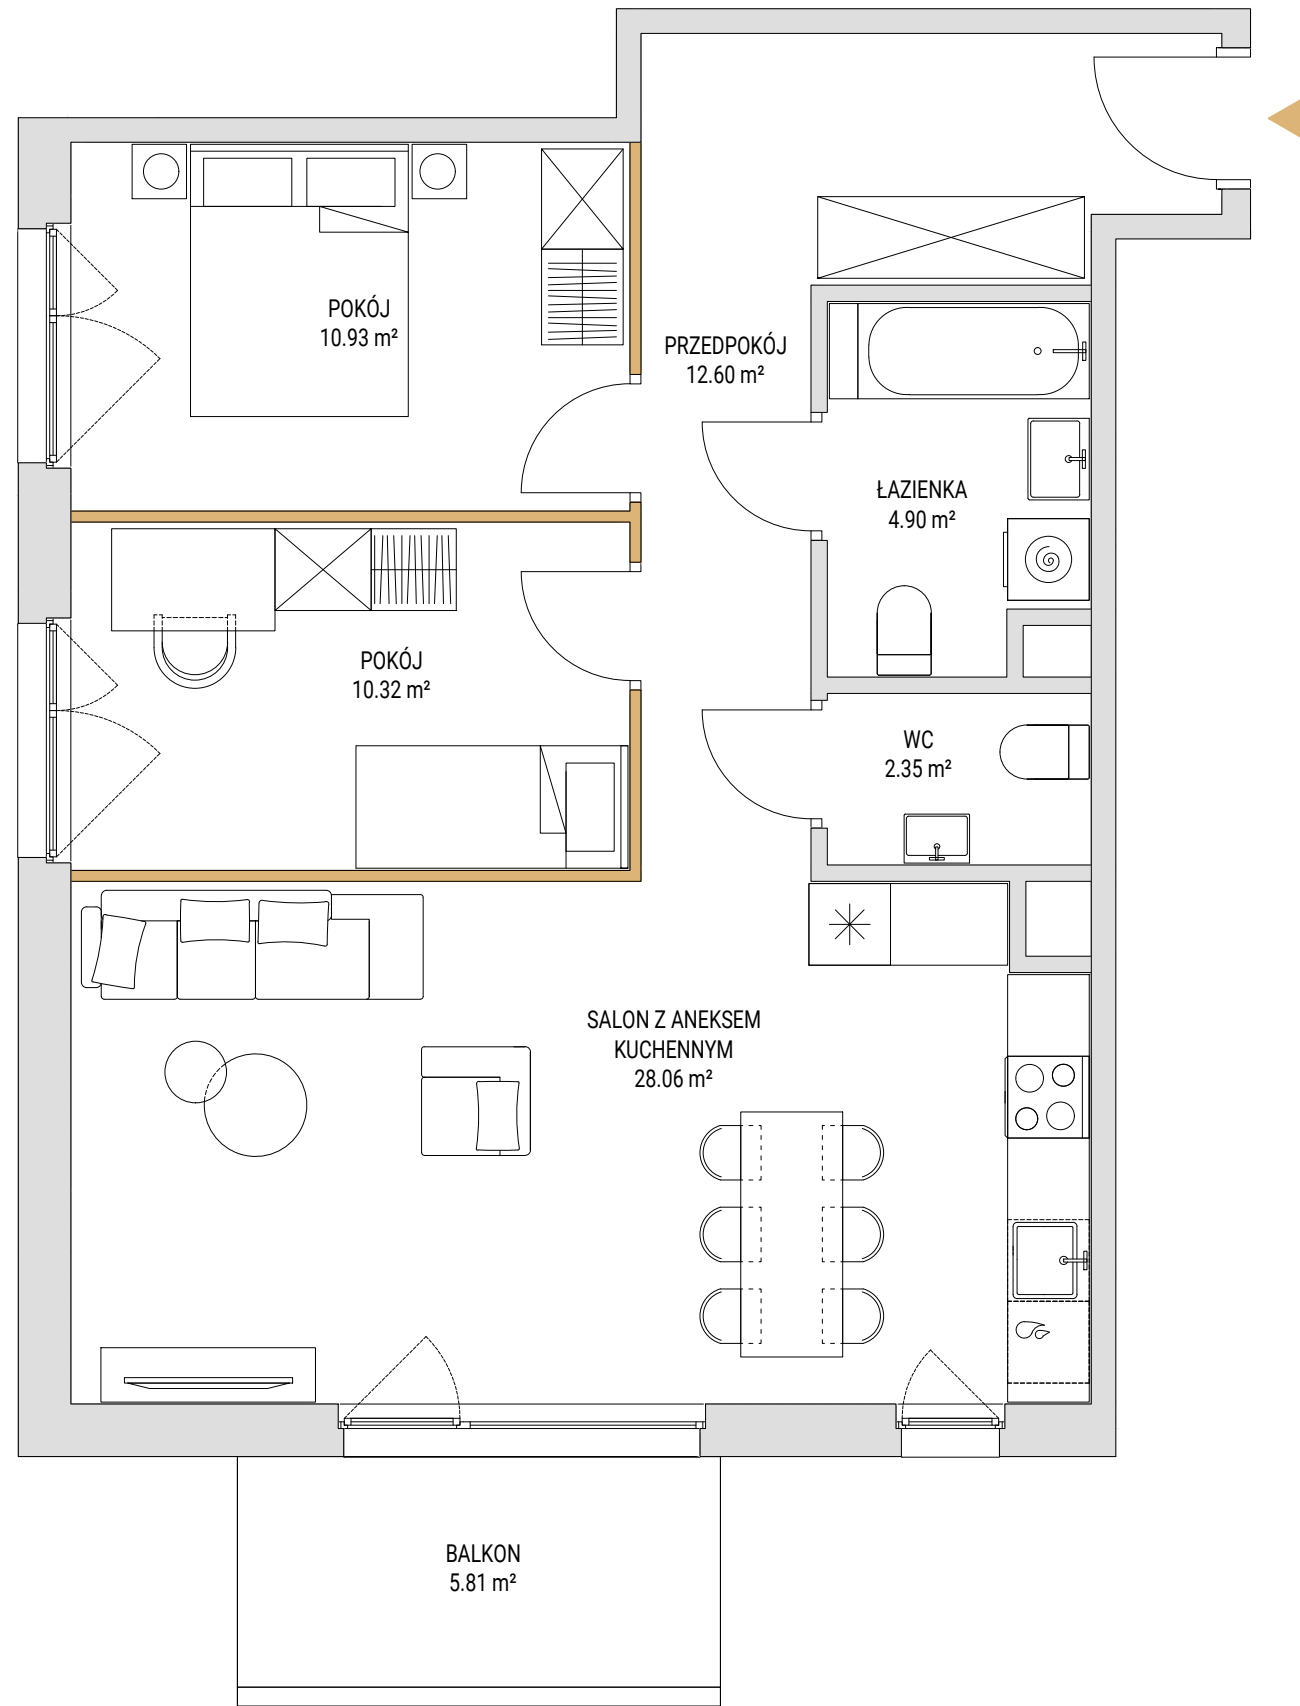 POKÓJ
10.93 m²
PRZEDPOKÓJ
12.60 m²
ŁAZIENKA
4.90 m²
POKÓJ
10.32 m²
WC
2.35 m²
SALON Z ANEKSEM
KUCHENNYM
28.06 m²
BALKON
5.81 m²